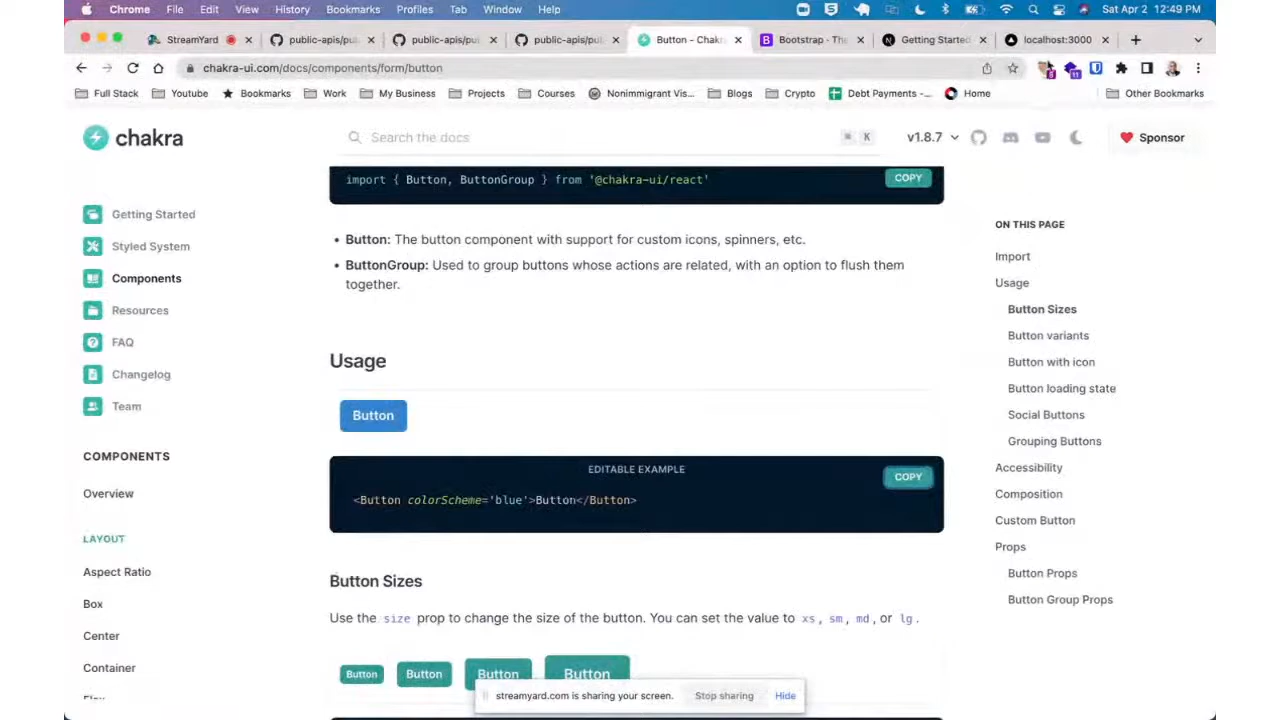 Chrome File Edit View History Bookmarks Profiles Tab Window Help Sat Apr 2 12:49 PM
StreamYard public-apis/pu public-apis/pu public-apis/pu Button – Chakr Bootstrap · The Getting Started localhost:3000
chakra-ui.com/docs/components/form/button
Full Stack Youtube Bookmarks Work My Business Projects Courses Nonimmigrant Vis... Blogs Crypto Debt Payments -... Home Other Bookmarks
chakra
Search the docs
⌘ K
v1.8.7
Sponsor
Getting Started
Styled System
Components
Resources
FAQ
Changelog
Team
COMPONENTS
Overview
LAYOUT
Aspect Ratio
Box
Center
Container
import { Button, ButtonGroup } from '@chakra-ui/react'
COPY
• Button: The button component with support for custom icons, spinners, etc.
• ButtonGroup: Used to group buttons whose actions are related, with an option to flush them
together.
Usage
Button
EDITABLE EXAMPLE
COPY
<Button colorScheme='blue'>Button</Button>
Button Sizes
Use the size prop to change the size of the button. You can set the value to xs, sm, md, or lg.
Button Button Button Button
streamyard.com is sharing your screen. Stop sharing Hide
ON THIS PAGE
Import
Usage
Button Sizes
Button variants
Button with icon
Button loading state
Social Buttons
Grouping Buttons
Accessibility
Composition
Custom Button
Props
Button Props
Button Group Props